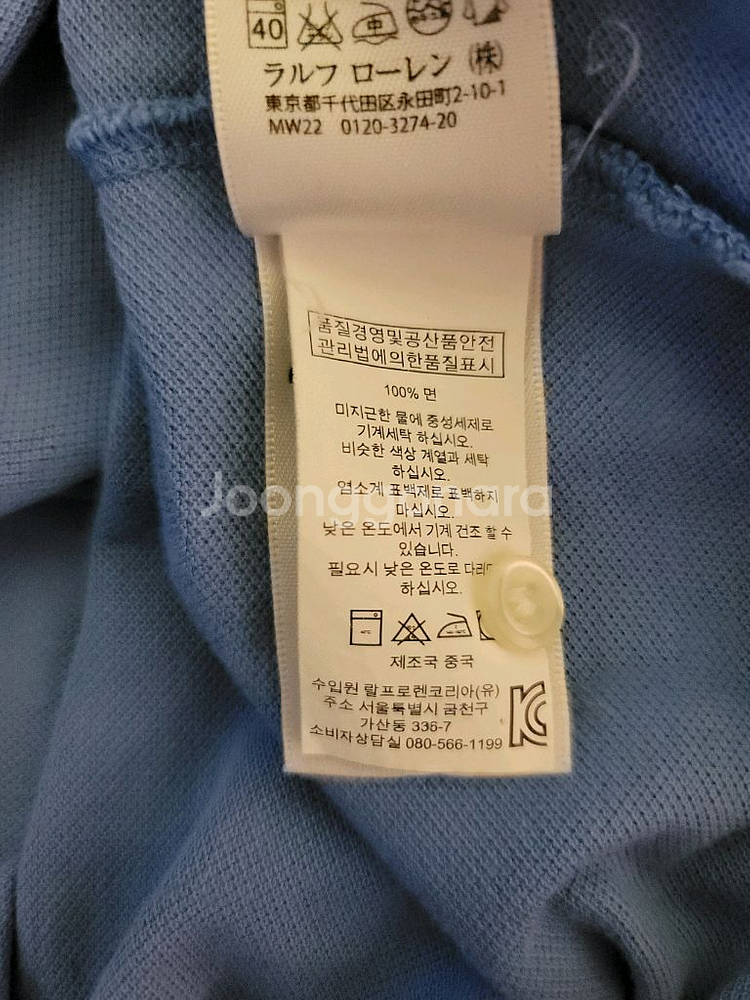 40
ラルフ ローレン (株)
東京都千代田区永田町2-10-1
MW22 0120-3274-20
품질경영및공산품안전
관리법에의한품질표시
100% 면
미지근한 물에 중성세제로
기계세탁 하십시오.
비슷한 색상 계열과 세탁
하십시오.
염소계 표백제로 표백하지
마십시오.
낮은 온도에서 기계 건조 할 수
있습니다.
필요시 낮은 온도로
하십시오.
제조국 중국
수입원 랄프로렌코리아(유)
주소 서울특별시 금천구
가산동 336-7
소비자상담실 080-566-1199
Joonggonara